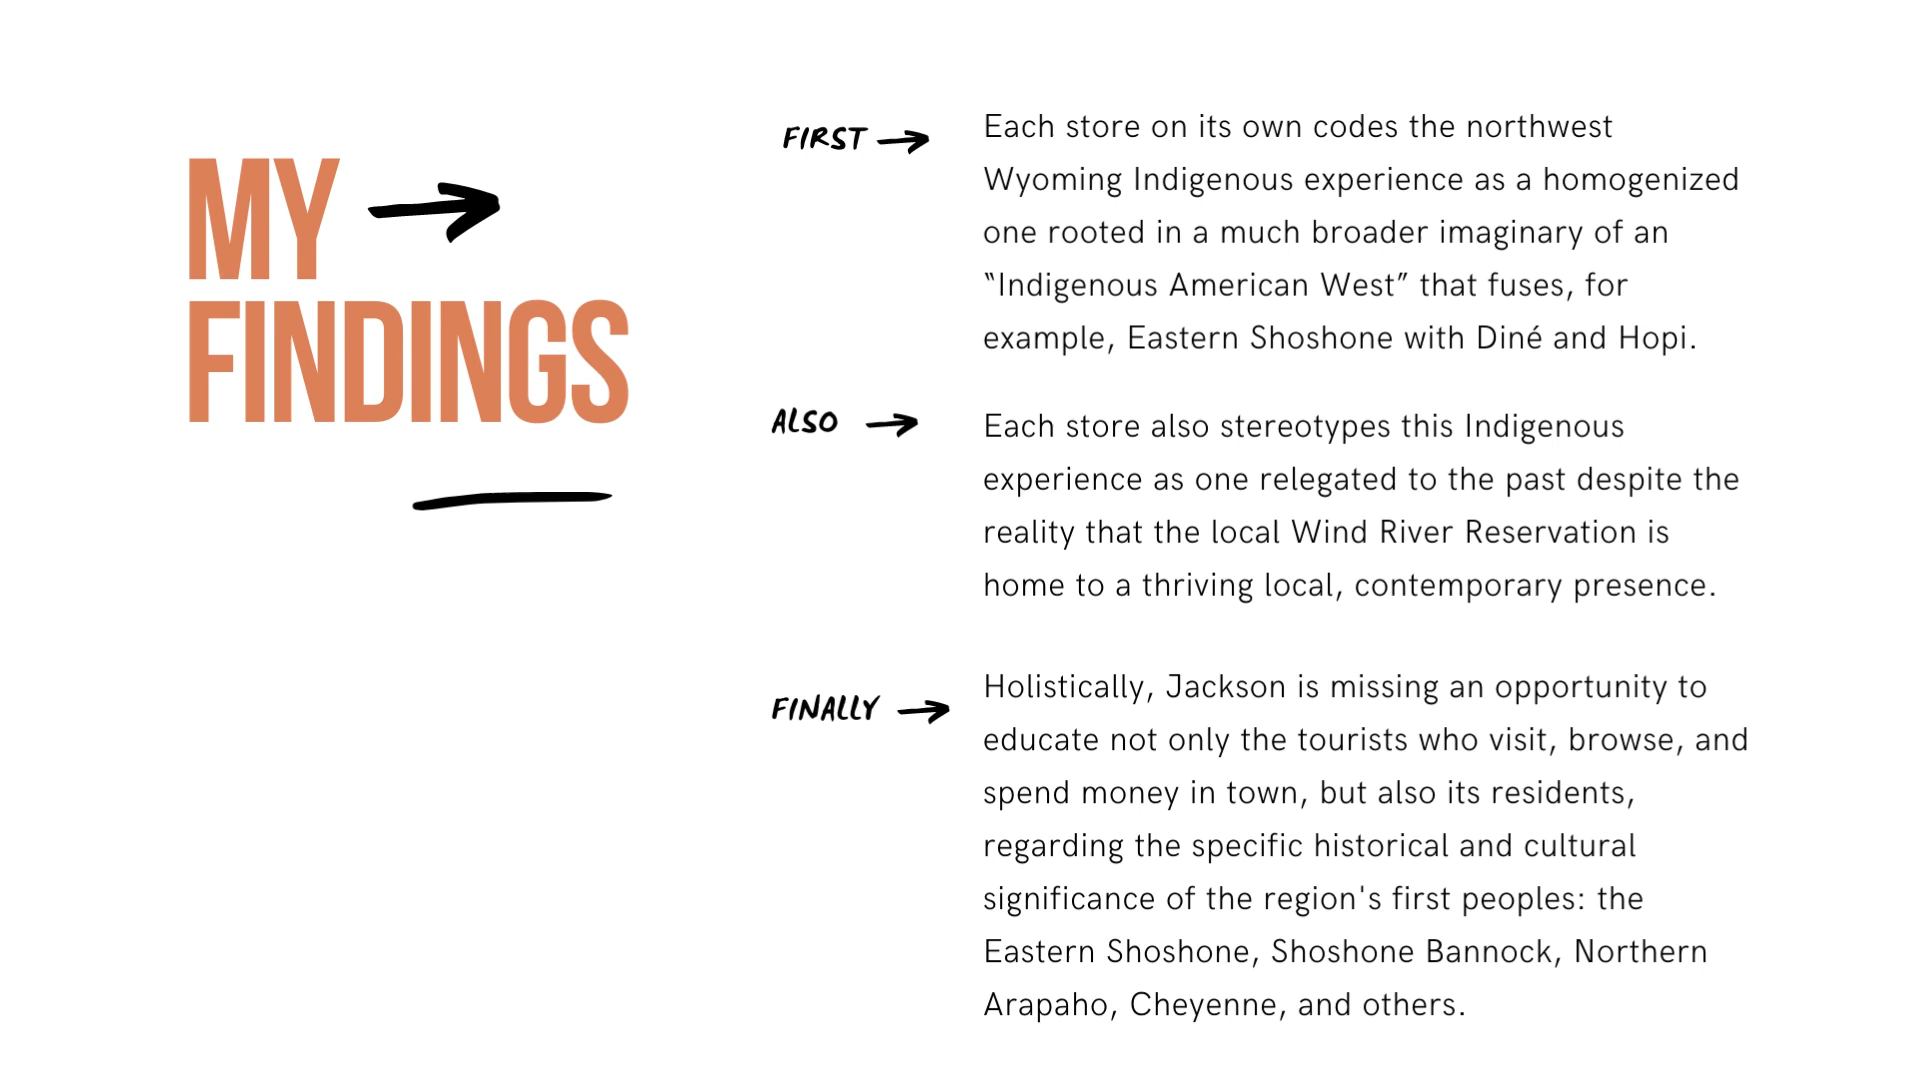 MY
FINDINGS
FIRST
Each store on its own codes the northwest
Wyoming Indigenous experience as a homogenized
one rooted in a much broader imaginary of an
“Indigenous American West” that fuses, for
example, Eastern Shoshone with Diné and Hopi.
ALSO
Each store also stereotypes this Indigenous
experience as one relegated to the past despite the
reality that the local Wind River Reservation is
home to a thriving local, contemporary presence.
FINALLY
Holistically, Jackson is missing an opportunity to
educate not only the tourists who visit, browse, and
spend money in town, but also its residents,
regarding the specific historical and cultural
significance of the region's first peoples: the
Eastern Shoshone, Shoshone Bannock, Northern
Arapaho, Cheyenne, and others.